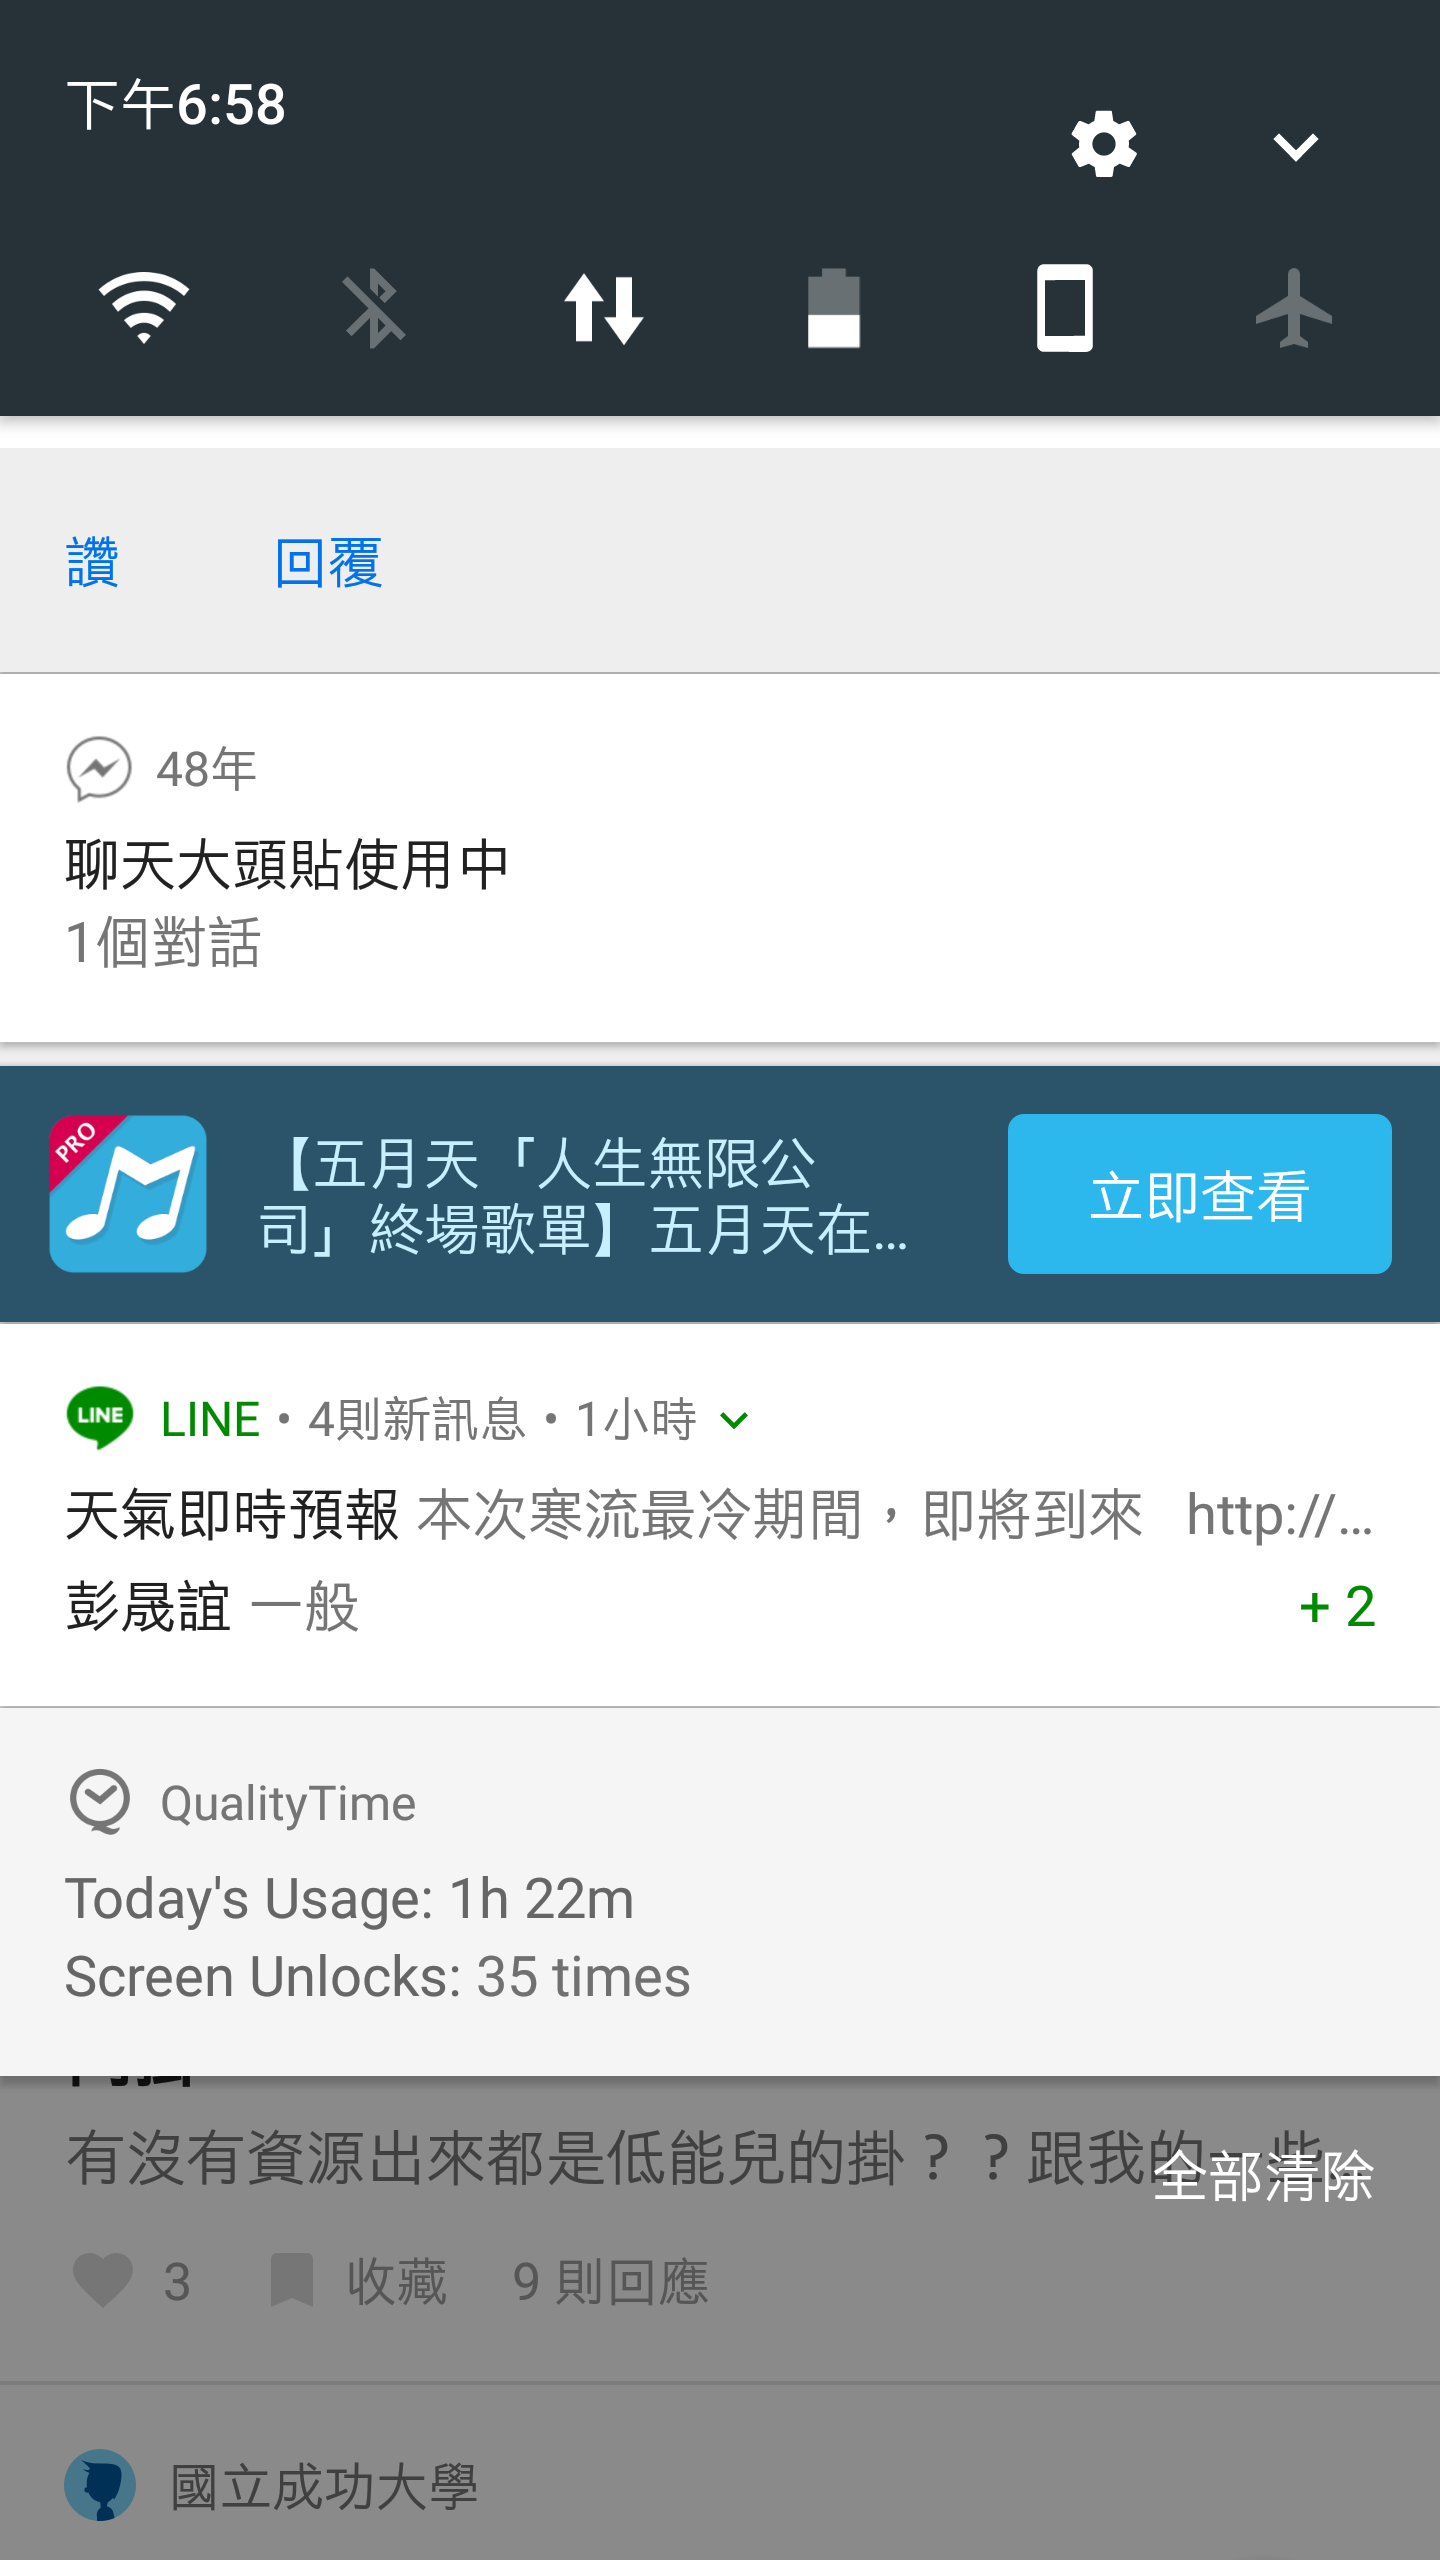 下午6:58
讚 回覆
48年
聊天大頭貼使用中
1個對話
PRO
【五月天「人生無限公
司」終場歌單】五月天在...
立即查看
LINE • 4則新訊息 • 1小時
天氣即時預報 本次寒流最冷期間，即將到來 http://...
彭晟誼 一般 + 2
QualityTime
Today's Usage: 1h 22m
Screen Unlocks: 35 times
有沒有資源出來都是低能兒的掛？？跟我的一些...
全部清除
3 收藏 9 則回應
國立成功大學